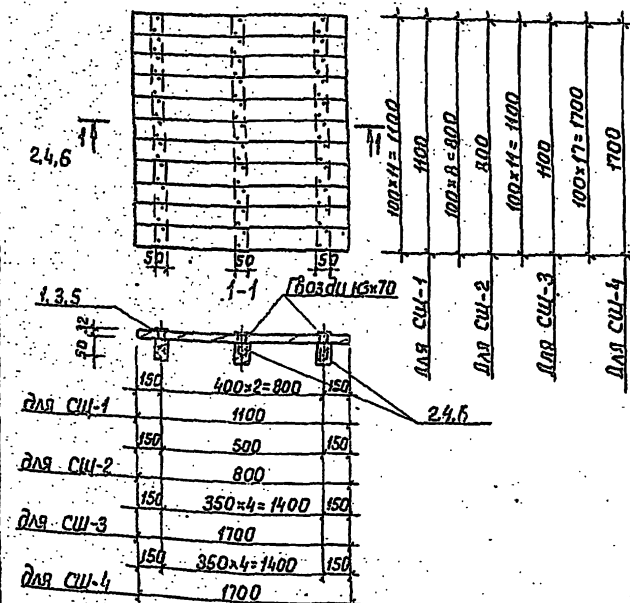 1
1
2,4,6
50
50
50
100×11=1100
1100
100×8=800
800
100×11=1100
1100
100×17=1700
1700
Для СЩ-1
Для СЩ-2
Для СЩ-3
Для СЩ-4
1-1
Гвозди К3×70
1,3,5
32
50
2,4,6
150 400×2=800 150
для СЩ-1 1100
150 500 150
для СЩ-2 800
150 350×4=1400 150
для СЩ-3 1700
150 350×4=1400 150
для СЩ-4 1700